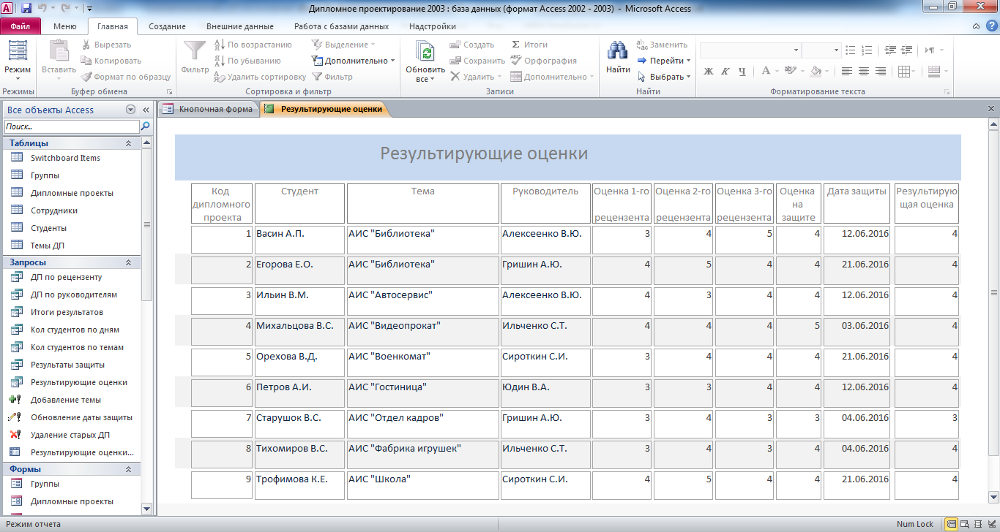 Дипломное проектирование 2003 : база данных (формат Access 2002 - 2003) - Microsoft Access
Файл Меню Главная Создание Внешние данные Работа с базами данных Надстройки
Режим
Режимы
Вставить
Вырезать
Копировать
Формат по образцу
Буфер обмена
Фильтр
По возрастанию
По убыванию
Удалить сортировку
Выделение
Дополнительно
Фильтр
Сортировка и фильтр
Обновить
все
Создать
Сохранить
Удалить
Итоги
Орфография
Дополнительно
Записи
Найти
Заменить
Перейти
Выбрать
Найти
Ж К Ч
Форматирование текста
Все объекты Access
Поиск...
Таблицы
Switchboard Items
Группы
Дипломные проекты
Сотрудники
Студенты
Темы ДП
Запросы
ДП по рецензенту
ДП по руководителям
Итоги результатов
Кол студентов по дням
Кол студентов по темам
Результаты защиты
Результирующие оценки
Добавление темы
Обновление даты защиты
Удаление старых ДП
Результирующие оценки...
Формы
Группы
Дипломные проекты
Кнопочная форма Результирующие оценки
Результирующие оценки
Код дипломного проекта Студент Тема Руководитель Оценка 1-го рецензента Оценка 2-го рецензента Оценка 3-го рецензента Оценка на защите Дата защиты Результирующая оценка
1 Васин А.П. АИС "Библиотека" Алексеенко В.Ю. 3 4 5 4 12.06.2016 4
2 Егорова Е.О. АИС "Библиотека" Гришин А.Ю. 4 5 4 4 21.06.2016 4
3 Ильин В.М. АИС "Автосервис" Алексеенко В.Ю. 4 3 4 4 12.06.2016 4
4 Михальцова В.С. АИС "Видеопрокат" Ильченко С.Т. 4 4 4 5 03.06.2016 4
5 Орехова В.Д. АИС "Военкомат" Сироткин С.И. 3 4 4 4 21.06.2016 4
6 Петров А.И. АИС "Гостиница" Юдин В.А. 3 3 4 4 12.06.2016 4
7 Старушок В.С. АИС "Отдел кадров" Гришин А.Ю. 3 4 3 3 04.06.2016 3
8 Тихомиров В.С. АИС "Фабрика игрушек" Ильченко С.Т. 3 4 3 4 04.06.2016 4
9 Трофимова К.Е. АИС "Школа" Сироткин С.И. 4 5 4 4 21.06.2016 4
Режим отчета
Num Lock